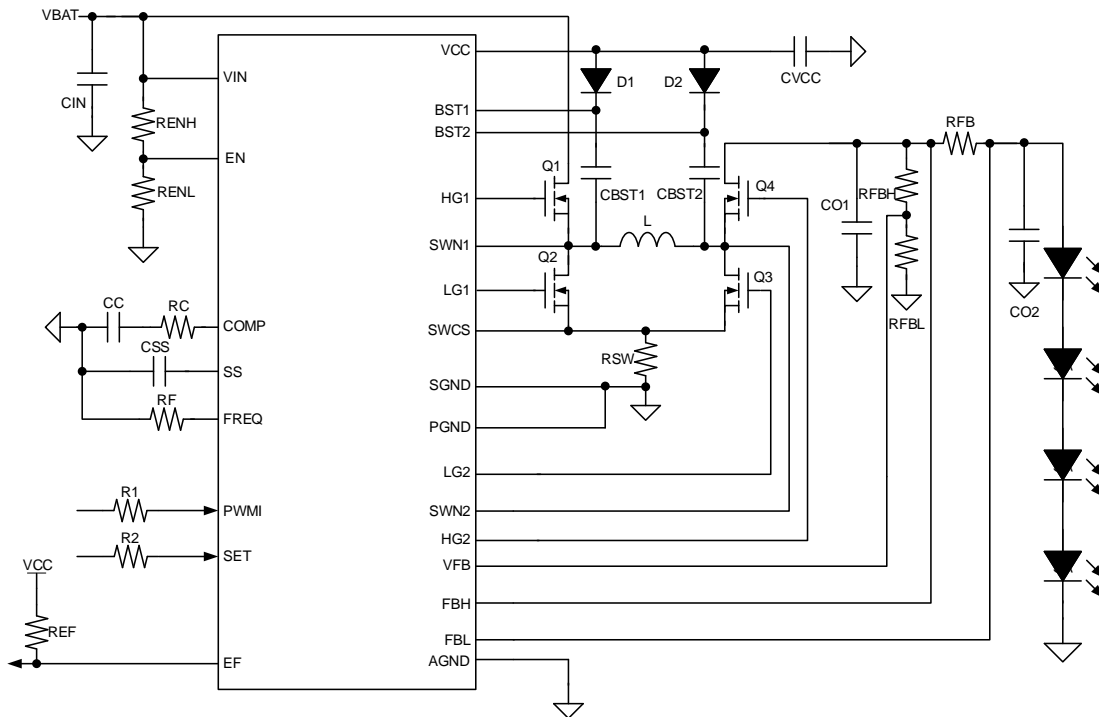 VBAT
VCC
CVCC
VIN
CIN
D1
D2
BST1
RENH
BST2
RFB
EN
Q1
Q4
RENL
HG1
CBST1
CBST2
CO1
RFBH
L
SWN1
Q2
Q3
LG1
CC
RC
CO2
COMP
SWCS
RFBL
CSS
RSW
SS
SGND
RF
FREQ
PGND
LG2
R1
PWMI
SWN2
R2
HG2
SET
VCC
VFB
FBH
REF
FBL
EF
AGND